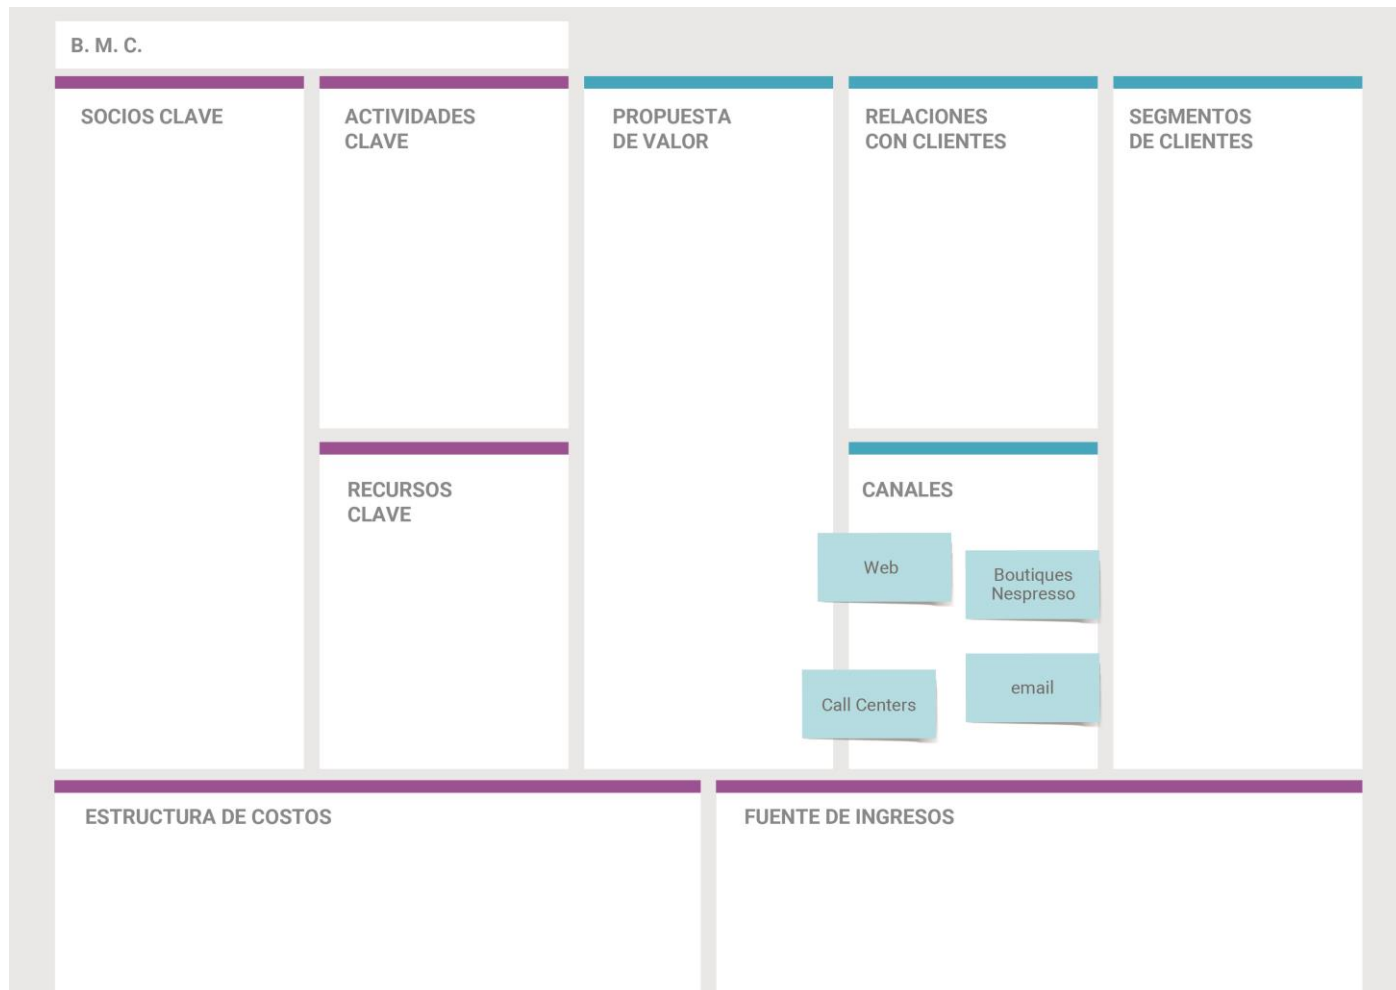 B. M. C.
SOCIOS CLAVE
ACTIVIDADES
CLAVE
PROPUESTA
DE VALOR
RELACIONES
CON CLIENTES
SEGMENTOS
DE CLIENTES
RECURSOS
CLAVE
CANALES
Web
Boutiques
Nespresso
Call Centers
email
ESTRUCTURA DE COSTOS
FUENTE DE INGRESOS